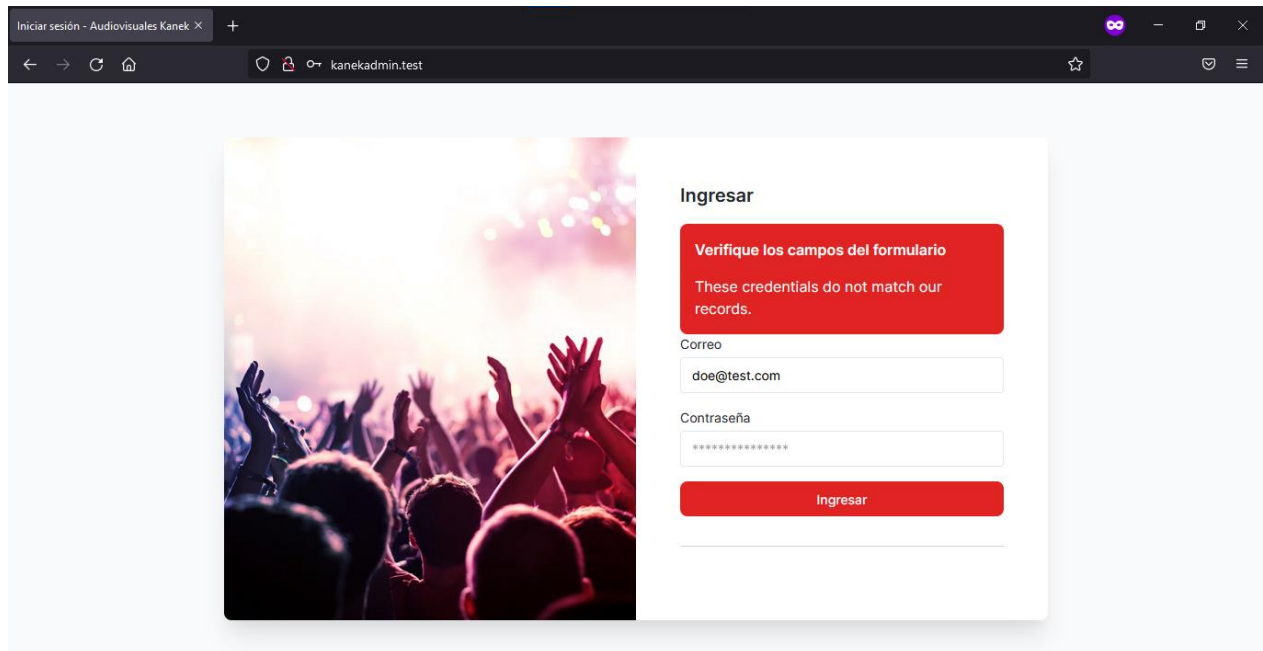 Iniciar sesión - Audiovisuales Kanek
kanekadmin.test
Ingresar
Verifique los campos del formulario
These credentials do not match our
records.
Correo
doe@test.com
Contraseña
***************
Ingresar